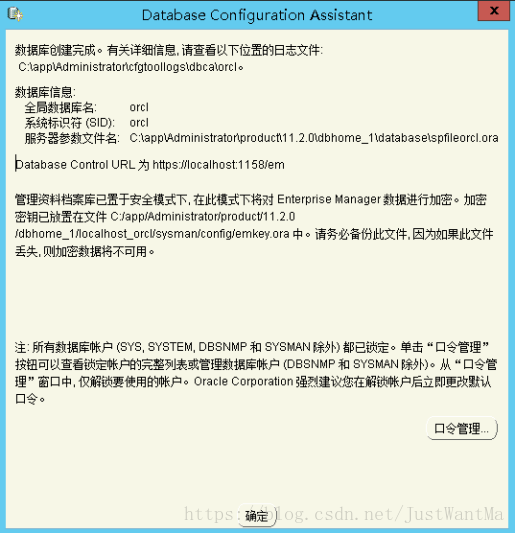 Database Configuration Assistant
数据库创建完成。有关详细信息,请查看以下位置的日志文件:
C:\app\Administrator\cfgtoollogs\dbca\orcl。
数据库信息:
全局数据库名: orcl
系统标识符 (SID): orcl
服务器参数文件名: C:\app\Administrator\product\11.2.0\dbhome_1\database\spfileorcl.ora
Database Control URL 为 https://localhost:1158/em
管理资料档案库已置于安全模式下,在此模式下将对 Enterprise Manager 数据进行加密。加密
密钥已放置在文件 C:/app/Administrator/product/11.2.0
/dbhome_1/localhost_orcl/sysman/config/emkey.ora 中。请务必备份此文件,因为如果此文件
丢失,则加密数据将不可用。
注: 所有数据库帐户 (SYS, SYSTEM, DBSNMP 和 SYSMAN 除外) 都已锁定。单击“口令管理”
按钮可以查看锁定帐户的完整列表或管理数据库帐户 (DBSNMP 和 SYSMAN 除外)。从“口令管
理”窗口中, 仅解锁要使用的帐户。Oracle Corporation 强烈建议您在解锁帐户后立即更改默认
口令。
口令管理...
确定
https://blog.csdn.net/JustWantMa